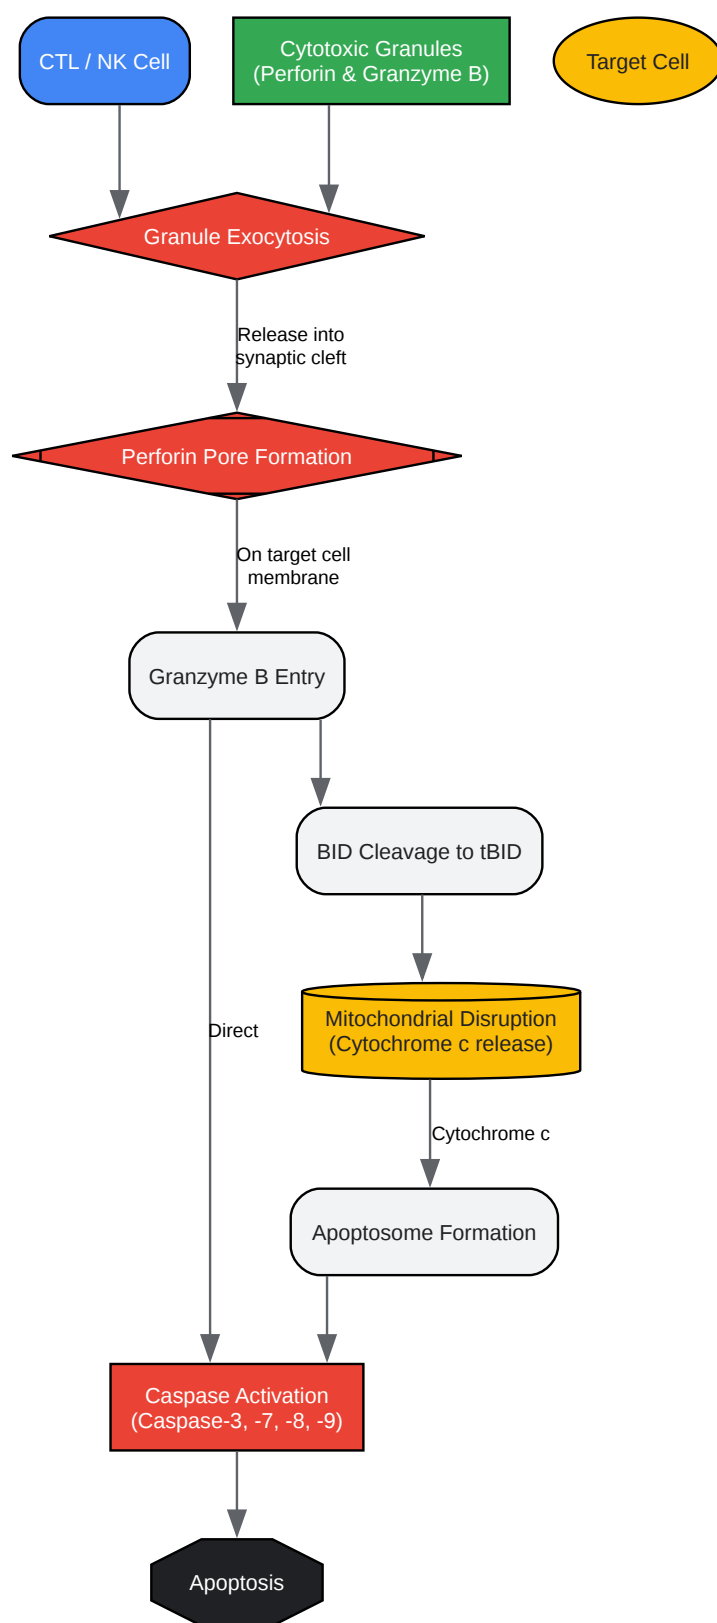 CTL / NK Cell
Cytotoxic Granules
(Perforin & Granzyme B)
Target Cell
Granule Exocytosis
Release into
synaptic cleft
Perforin Pore Formation
On target cell
membrane
Granzyme B Entry
BID Cleavage to tBID
Mitochondrial Disruption
(Cytochrome c release)
Direct
Cytochrome c
Apoptosome Formation
Caspase Activation
(Caspase-3, -7, -8, -9)
Apoptosis